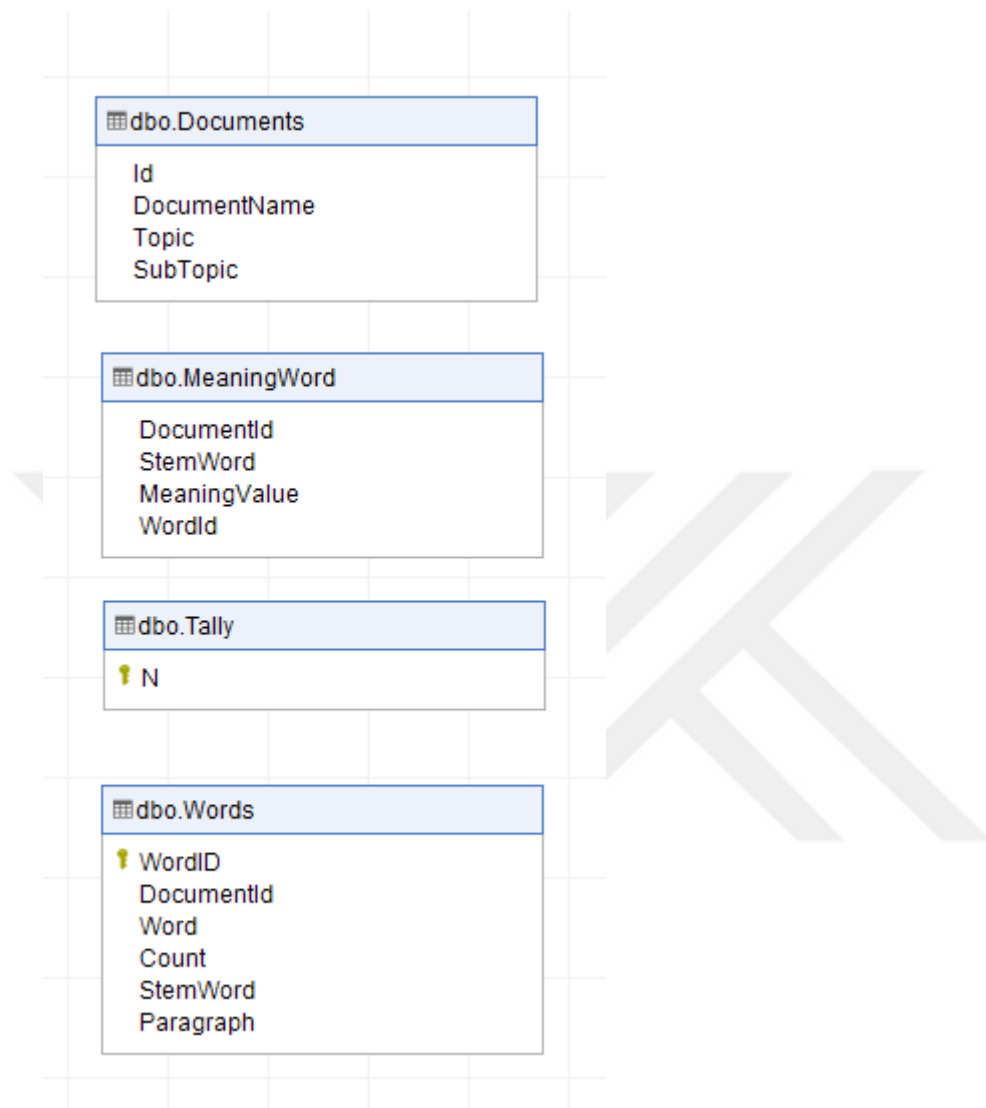 dbo.Documents
Id
DocumentName
Topic
SubTopic
dbo.MeaningWord
DocumentId
StemWord
MeaningValue
WordId
dbo.Tally
N
dbo.Words
WordID
DocumentId
Word
Count
StemWord
Paragraph